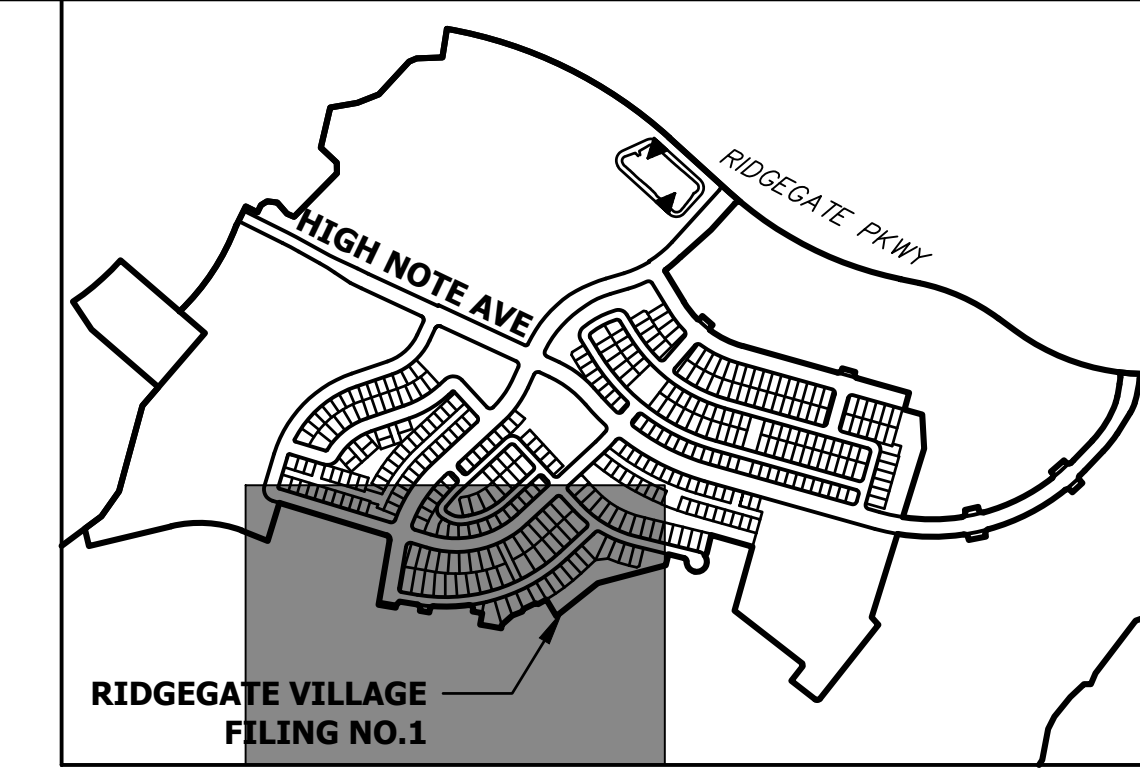 RIDGEGATE PKWY
HIGH NOTE AVE
RIDGEGATE VILLAGE
FILING NO.1